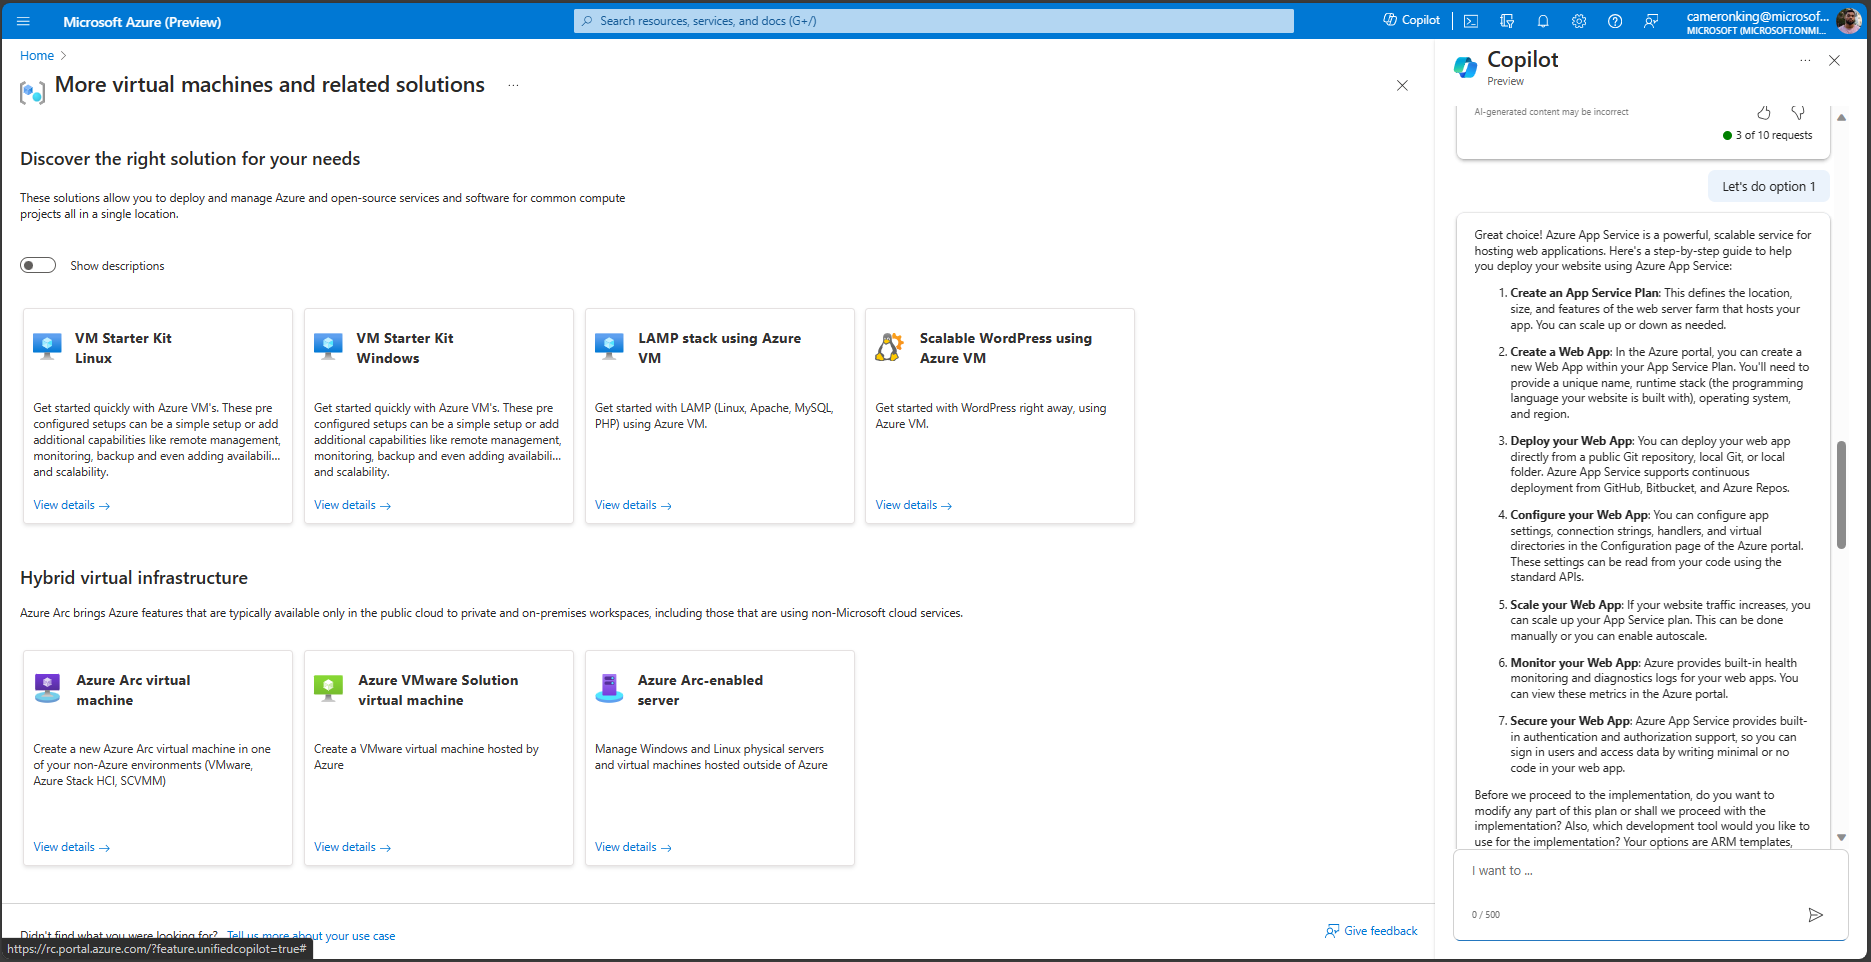 Microsoft Azure (Preview)
Search resources, services, and docs (G+/)
Copilot
cameronking@microsof...
MICROSOFT (MICROSOFT.ONMI...
Home
More virtual machines and related solutions
...
Discover the right solution for your needs
These solutions allow you to deploy and manage Azure and open-source services and software for common compute
projects all in a single location.
Show descriptions
VM Starter Kit
Linux
Get started quickly with Azure VM's. These pre
configured setups can be a simple setup or add
additional capabilities like remote management,
monitoring, backup and even adding availabili...
and scalability.
View details →
VM Starter Kit
Windows
Get started quickly with Azure VM's. These pre
configured setups can be a simple setup or add
additional capabilities like remote management,
monitoring, backup and even adding availabili...
and scalability.
View details →
LAMP stack using Azure
VM
Get started with LAMP (Linux, Apache, MySQL,
PHP) using Azure VM.
View details →
Scalable WordPress using
Azure VM
Get started with WordPress right away, using
Azure VM.
View details →
Hybrid virtual infrastructure
Azure Arc brings Azure features that are typically available only in the public cloud to private and on-premises workspaces, including those that are using non-Microsoft cloud services.
Azure Arc virtual
machine
Create a new Azure Arc virtual machine in one
of your non-Azure environments (VMware,
Azure Stack HCI, SCVMM)
View details →
Azure VMware Solution
virtual machine
Create a VMware virtual machine hosted by
Azure
View details →
Azure Arc-enabled
server
Manage Windows and Linux physical servers
and virtual machines hosted outside of Azure
View details →
Didn't find what you were looking for? Tell us more about your use case
Give feedback
https://rc.portal.azure.com/?feature.unifiedcopilot=true#
Copilot
Preview
...
AI-generated content may be incorrect
3 of 10 requests
Let's do option 1
Great choice! Azure App Service is a powerful, scalable service for
hosting web applications. Here's a step-by-step guide to help
you deploy your website using Azure App Service:
1. Create an App Service Plan: This defines the location,
size, and features of the web server farm that hosts your
app. You can scale up or down as needed.
2. Create a Web App: In the Azure portal, you can create a
new Web App within your App Service Plan. You'll need to
provide a unique name, runtime stack (the programming
language your website is built with), operating system,
and region.
3. Deploy your Web App: You can deploy your web app
directly from a public Git repository, local Git, or local
folder. Azure App Service supports continuous
deployment from GitHub, Bitbucket, and Azure Repos.
4. Configure your Web App: You can configure app
settings, connection strings, handlers, and virtual
directories in the Configuration page of the Azure portal.
These settings can be read from your code using the
standard APIs.
5. Scale your Web App: If your website traffic increases, you
can scale up your App Service plan. This can be done
manually or you can enable autoscale.
6. Monitor your Web App: Azure provides built-in health
monitoring and diagnostics logs for your web apps. You
can view these metrics in the Azure portal.
7. Secure your Web App: Azure App Service provides built-
in authentication and authorization support, so you can
sign in users and access data by writing minimal or no
code in your web app.
Before we proceed to the implementation, do you want to
modify any part of this plan or shall we proceed with the
implementation? Also, which development tool would you like to
use for the implementation? Your options are ARM templates,
I want to ...
0 / 500